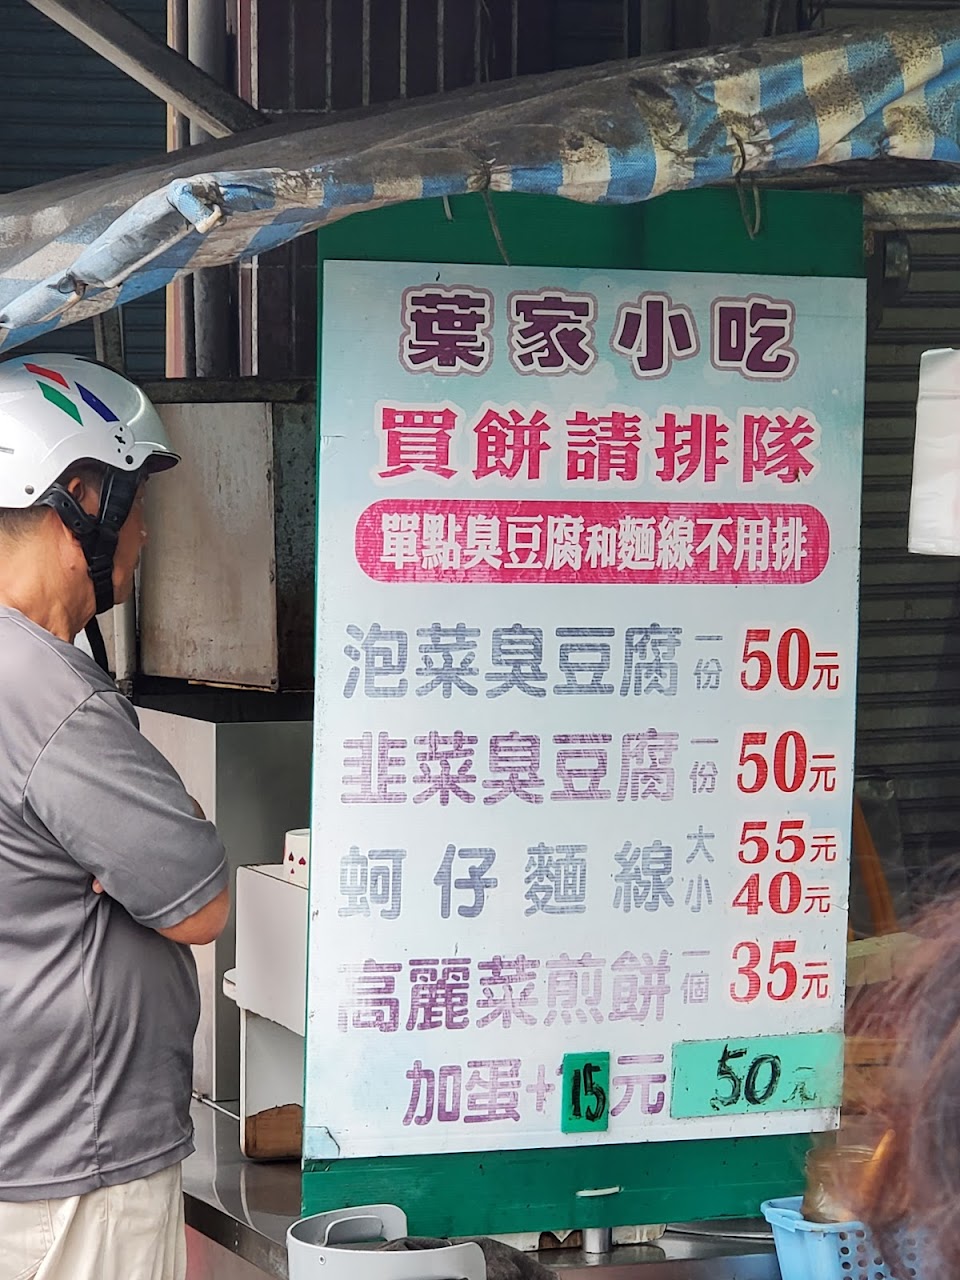 葉家小吃
買餅請排隊
單點臭豆腐和麵線不用排
泡菜臭豆腐一份50元
韭菜臭豆腐一份50元
蚵仔麵線大55元
小40元
高麗菜煎餅一個35元
加蛋+15元 50元